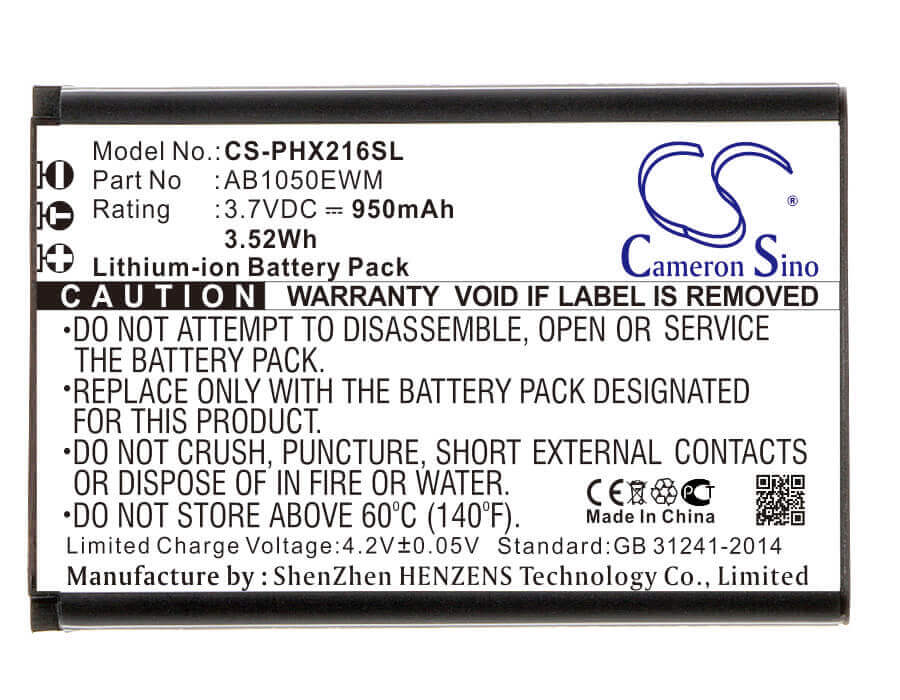 Model No.: CS-PHX216SL
Part No :AB1050EWM
Rating :3.7VDC ⎓ 950mAh
3.52Wh
Lithium-ion Battery Pack
CS®
Cameron Sino
CAUTION WARRANTY VOID IF LABEL IS REMOVED
•DO NOT ATTEMPT TO DISASSEMBLE, OPEN OR SERVICE
THE BATTERY PACK.
•REPLACE ONLY WITH THE BATTERY PACK DESIGNATED
FOR THIS PRODUCT.
•DO NOT CRUSH, PUNCTURE, SHORT EXTERNAL CONTACTS
OR DISPOSE OF IN FIRE OR WATER.
•DO NOT STORE ABOVE 60°C (140°F).
CE PCT
Made In China
Limited Charge Voltage:4.2V±0.05V Standard:GB 31241-2014
Manufacture by : ShenZhen HENZENS Technology Co., Limited